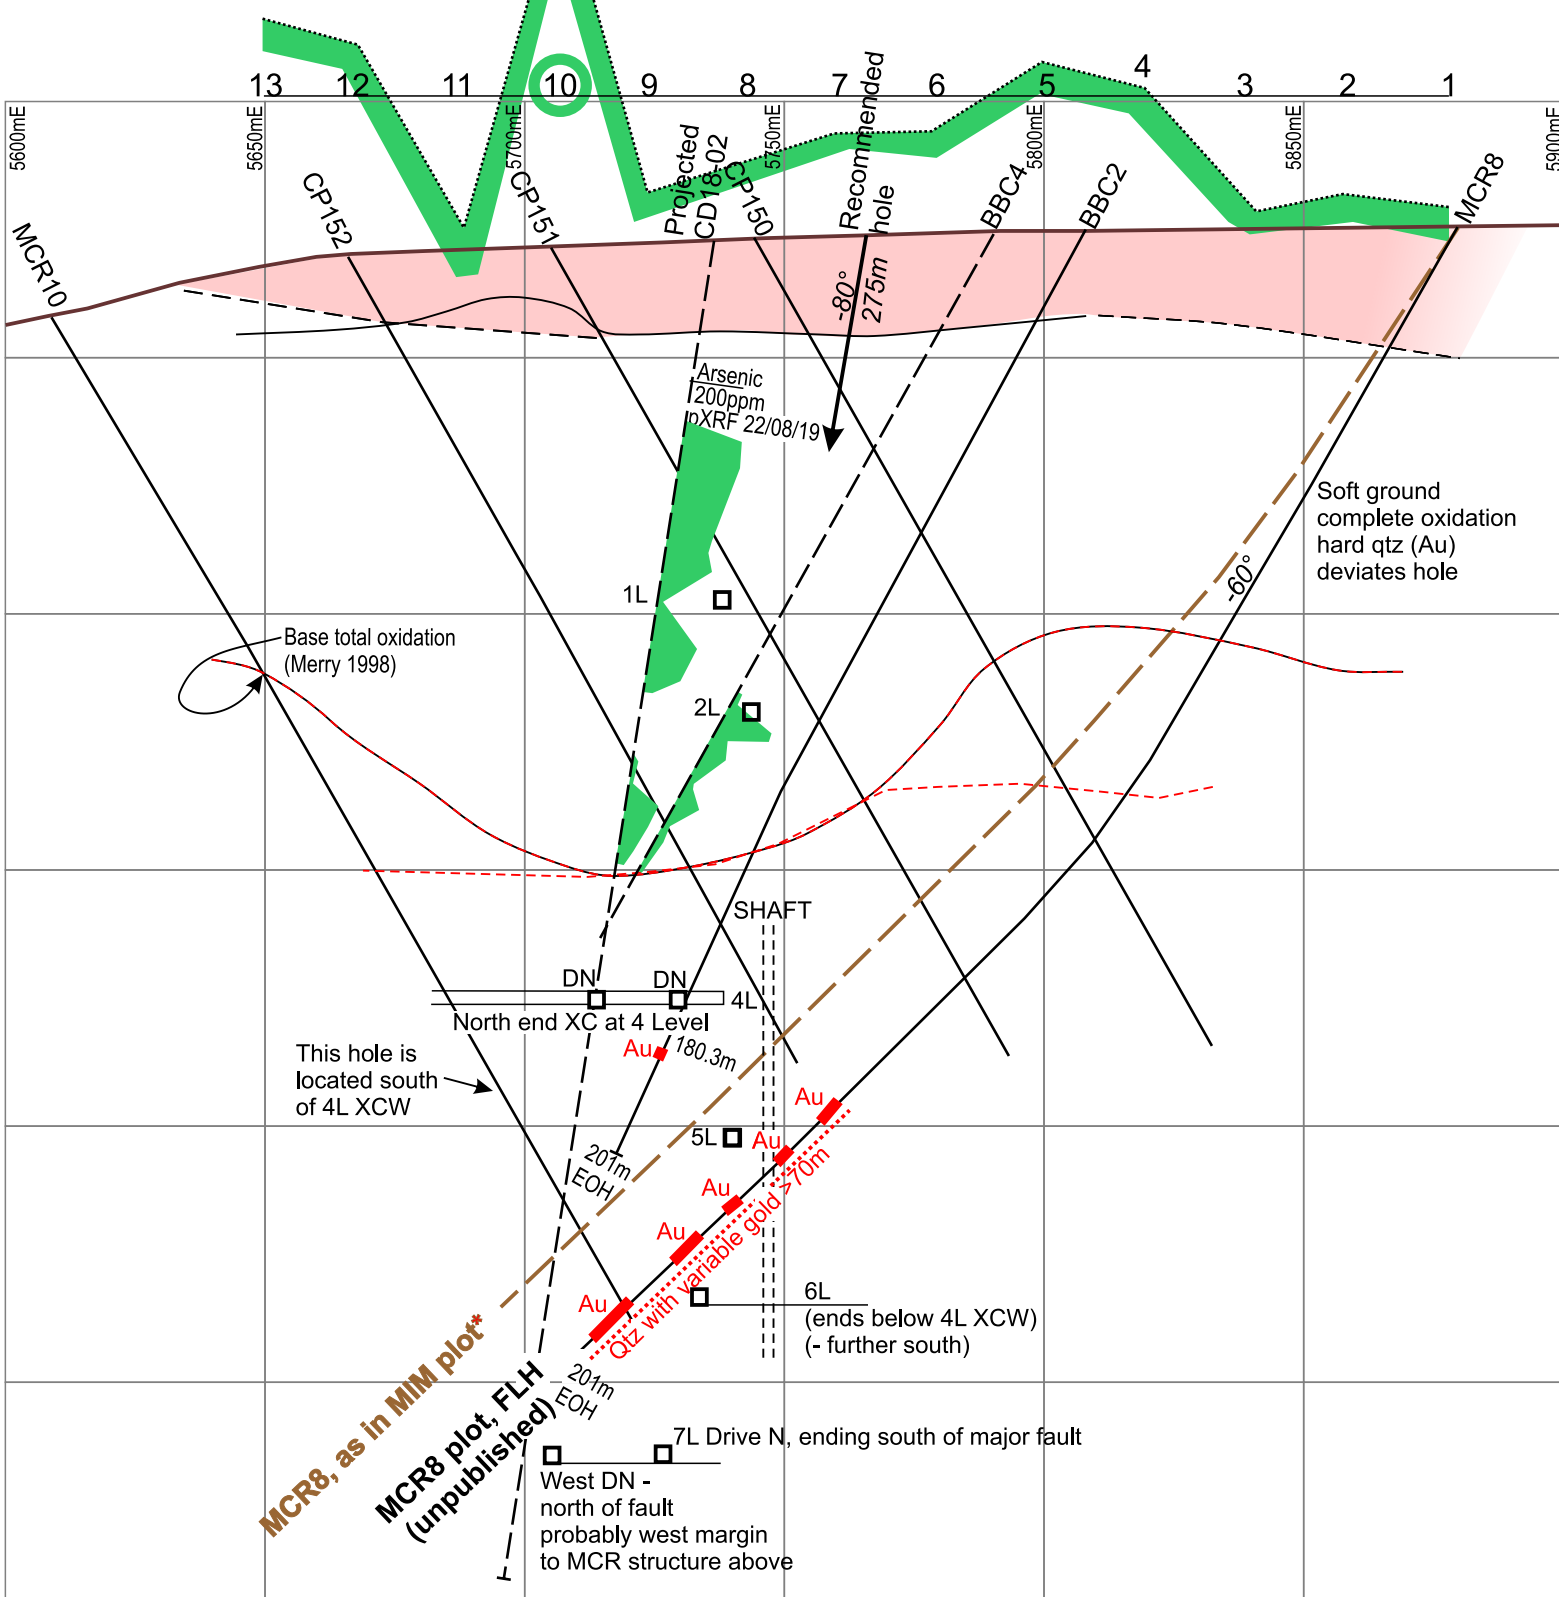 13 12 11 10 9 8 7 6 5 4 3 2 1
5600mE
5650mE
5700mE
5750mE
5800mE
5850mE
5900mE
MCR10
CP152
CP151
Projected
CD18-02
CP150
Recommended
hole
BBC4
BBC2
MCR8
-80°
275m
Arsenic
200ppm
pXRF 22/08/19
Soft ground
complete oxidation
hard qtz (Au)
deviates hole
-60°
1L
Base total oxidation
(Merry 1998)
2L
SHAFT
DN
DN
4L
North end XC at 4 Level
Au
180.3m
This hole is
located south
of 4L XCW
Au
5L
Au
201m
EOH
Au
Au
Au
Qtz with variable gold >70m
6L
(ends below 4L XCW)
(- further south)
201m
EOH
MCR8, as in MIM plot*
MCR8 plot, FLH
(unpublished)
7L Drive N, ending south of major fault
West DN -
north of fault
probably west margin
to MCR structure above